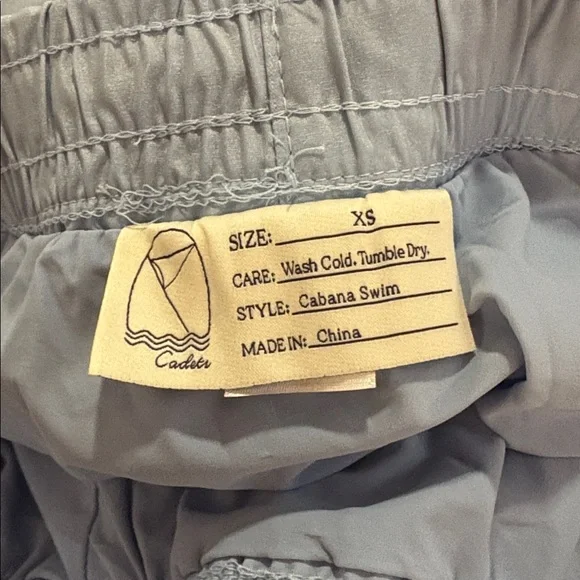 SIZE: XS
CARE: Wash Cold. Tumble Dry.
STYLE: Cabana Swim
MADE IN: China
Cadets